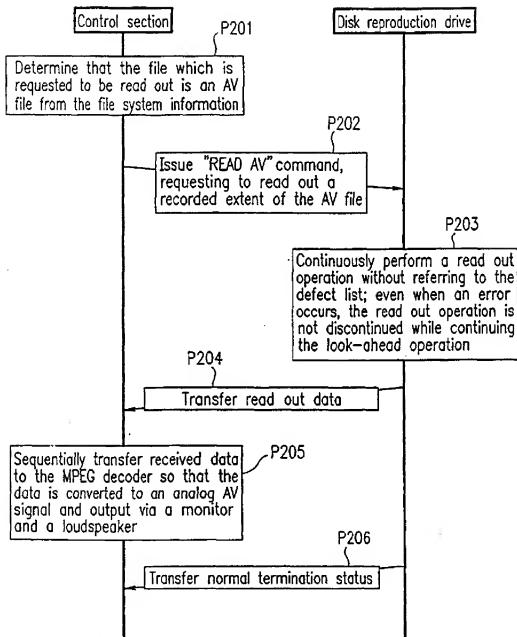 Control section
Disk reproduction drive
P201
Determine that the file which is
requested to be read out is an AV
file from the file system information
P202
Issue "READ AV" command,
requesting to read out a
recorded extent of the AV file
P203
Continuously perform a read out
operation without referring to the
defect list; even when an error
occurs, the read out operation is
not discontinued while continuing
the look-ahead operation
P204
Transfer read out data
P205
Sequentially transfer received data
to the MPEG decoder so that the
data is converted to an analog AV
signal and output via a monitor
and a loudspeaker
P206
Transfer normal termination status